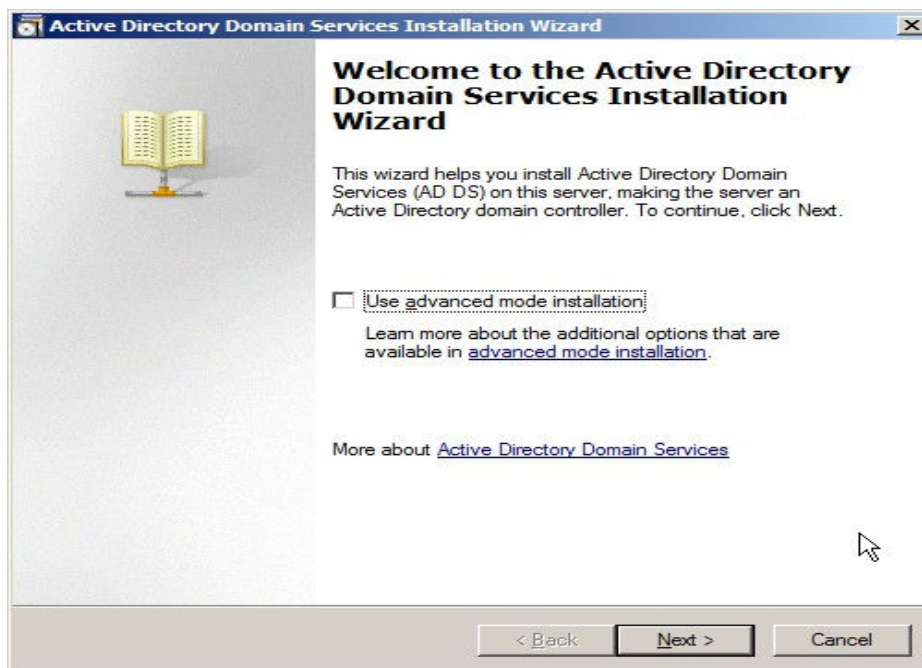 Active Directory Domain Services Installation Wizard
Welcome to the Active Directory
Domain Services Installation
Wizard
This wizard helps you install Active Directory Domain
Services (AD DS) on this server, making the server an
Active Directory domain controller. To continue, click Next.
Use advanced mode installation
Learn more about the additional options that are
available in advanced mode installation.
More about Active Directory Domain Services
< Back
Next >
Cancel